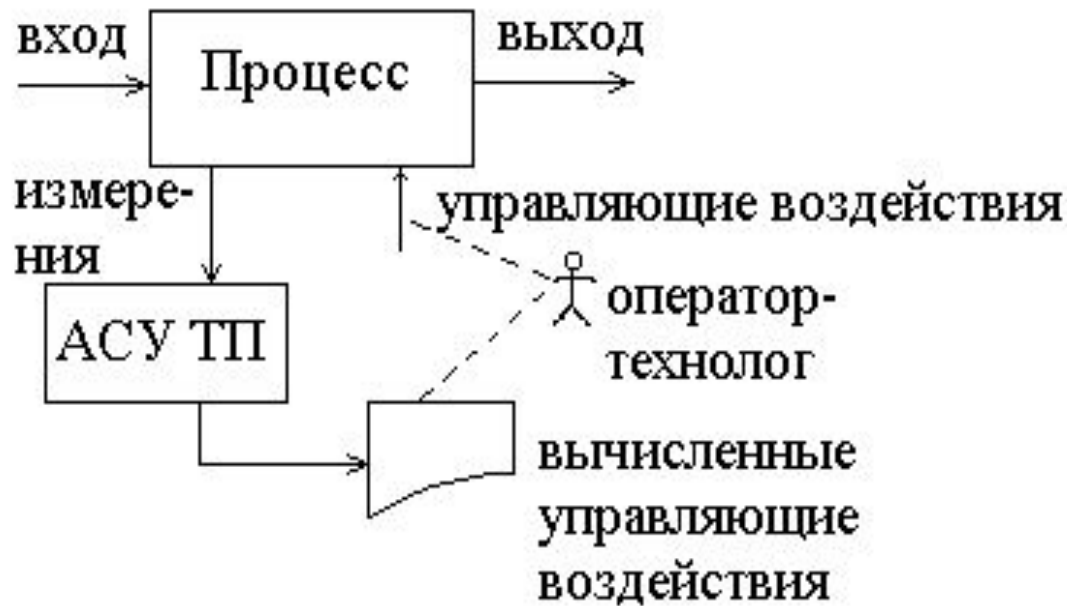 вход
Процесс
выход
измере-
ния
управляющие воздействия
АСУ ТП
оператор-
технолог
вычисленные
управляющие
воздействия